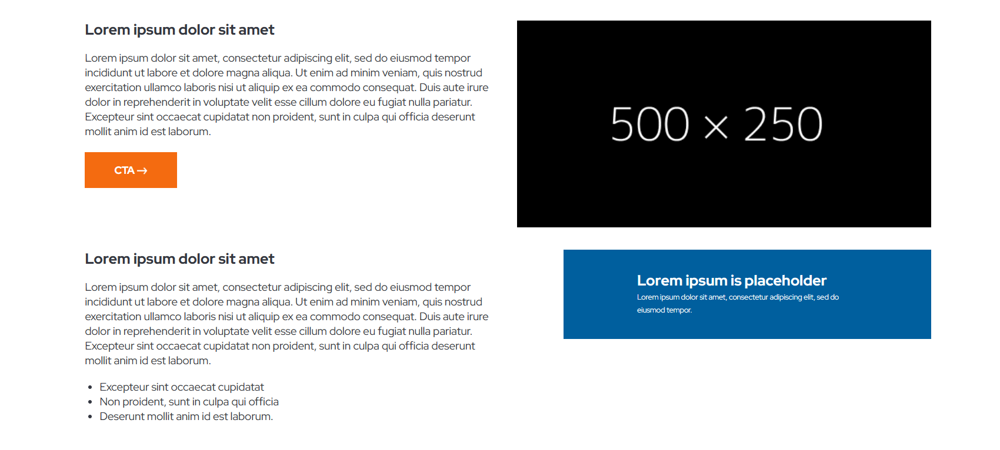 Lorem ipsum dolor sit amet
Lorem ipsum dolor sit amet, consectetur adipiscing elit, sed do eiusmod tempor
incididunt ut labore et dolore magna aliqua. Ut enim ad minim veniam, quis nostrud
exercitation ullamco laboris nisi ut aliquip ex ea commodo consequat. Duis aute irure
dolor in reprehenderit in voluptate velit esse cillum dolore eu fugiat nulla pariatur.
Excepteur sint occaecat cupidatat non proident, sunt in culpa qui officia deserunt
mollit anim id est laborum.
CTA →
500 × 250
Lorem ipsum dolor sit amet
Lorem ipsum dolor sit amet, consectetur adipiscing elit, sed do eiusmod tempor
incididunt ut labore et dolore magna aliqua. Ut enim ad minim veniam, quis nostrud
exercitation ullamco laboris nisi ut aliquip ex ea commodo consequat. Duis aute irure
dolor in reprehenderit in voluptate velit esse cillum dolore eu fugiat nulla pariatur.
Excepteur sint occaecat cupidatat non proident, sunt in culpa qui officia deserunt
mollit anim id est laborum.
• Excepteur sint occaecat cupidatat
• Non proident, sunt in culpa qui officia
• Deserunt mollit anim id est laborum.
Lorem ipsum is placeholder
Lorem ipsum dolor sit amet, consectetur adipiscing elit, sed do
eiusmod tempor.